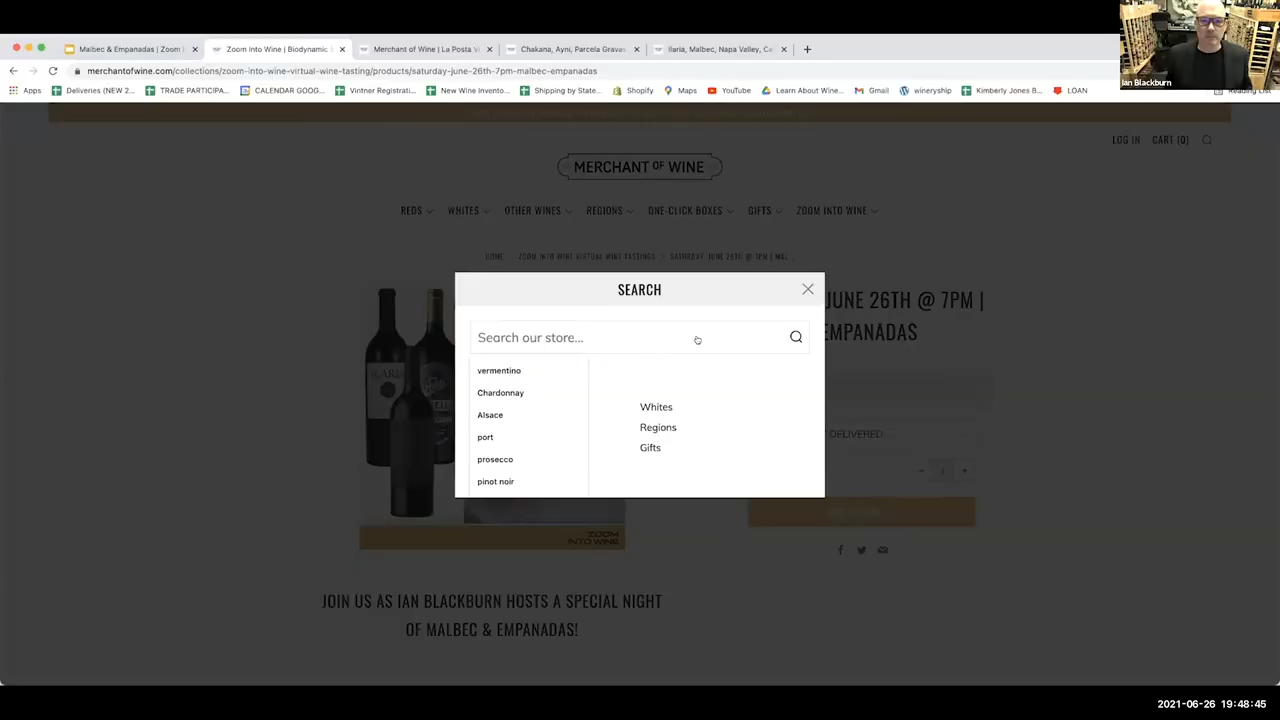 Malbec & Empanadas | Zoom I
Zoom Into Wine | Biodynamic
Merchant of Wine | La Posta Vi
Chakana, Ayni, Parcela Gravas
Ilaria, Malbec, Napa Valley, Ca
merchantofwine.com/collections/zoom-into-wine-virtual-wine-tasting/products/saturday-june-26th-7pm-malbec-empanadas
Ian Blackburn
Apps
Deliveries (NEW 2...
TRADE PARTICIPA...
CALENDAR GOOG...
Vintner Registrati...
New Wine Invento...
Shipping by State...
Shopify
Maps
YouTube
Learn About Wine...
Gmail
wineryship
Kimberly Jones B...
LOAN
Reading List
LOG IN
CART (0)
MERCHANT OF WINE
REDS
WHITES
OTHER WINES
REGIONS
ONE-CLICK BOXES
GIFTS
ZOOM INTO WINE
HOME
ZOOM INTO WINE VIRTUAL WINE TASTINGS
SATURDAY JUNE 26TH @ 7PM | MAL...
SEARCH
JUNE 26TH @ 7PM |
EMPANADAS
Search our store...
vermentino
Chardonnay
Alsace
port
prosecco
pinot noir
Whites
Regions
Gifts
DELIVERED
1
ZOOM
INTO WINE
JOIN US AS IAN BLACKBURN HOSTS A SPECIAL NIGHT
OF MALBEC & EMPANADAS!
2021-06-26 19:48:45